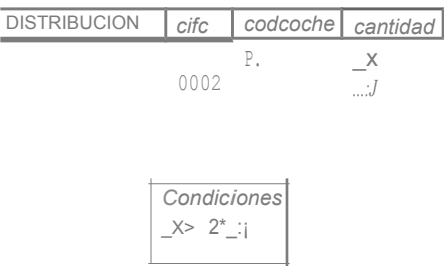 DISTRIBUCION cifc codcoche cantidad
P. _X
0002 ...:J
Condiciones
_X> 2*_:¡